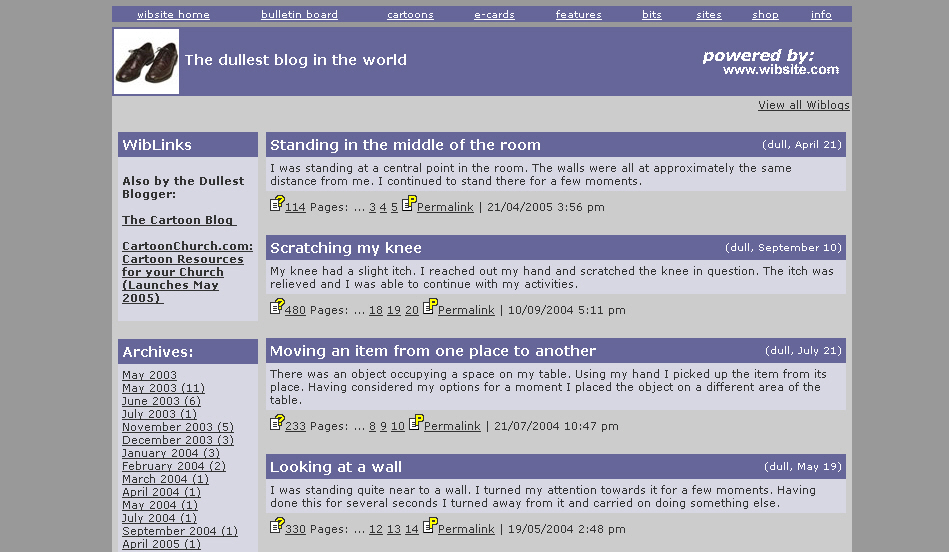 wibsite home bulletin board cartoons e-cards features bits sites shop info
The dullest blog in the world
powered by:
www.wibsite.com
View all Wiblogs
WibLinks
Also by the Dullest
Blogger:
The Cartoon Blog
CartoonChurch.com:
Cartoon Resources
for your Church
(Launches May
2005)
Archives:
May 2003
May 2003 (11)
June 2003 (6)
July 2003 (1)
November 2003 (5)
December 2003 (3)
January 2004 (3)
February 2004 (2)
March 2004 (1)
April 2004 (1)
May 2004 (1)
July 2004 (1)
September 2004 (1)
April 2005 (1)
Standing in the middle of the room (dull, April 21)
I was standing at a central point in the room. The walls were all at approximately the same
distance from me. I continued to stand there for a few moments.
114 Pages: ... 3 4 5 Permalink | 21/04/2005 3:56 pm
Scratching my knee (dull, September 10)
My knee had a slight itch. I reached out my hand and scratched the knee in question. The itch was
relieved and I was able to continue with my activities.
480 Pages: ... 18 19 20 Permalink | 10/09/2004 5:11 pm
Moving an item from one place to another (dull, July 21)
There was an object occupying a space on my table. Using my hand I picked up the item from its
place. Having considered my options for a moment I placed the object on a different area of the
table.
233 Pages: ... 8 9 10 Permalink | 21/07/2004 10:47 pm
Looking at a wall (dull, May 19)
I was standing quite near to a wall. I turned my attention towards it for a few moments. Having
done this for several seconds I turned away from it and carried on doing something else.
330 Pages: ... 12 13 14 Permalink | 19/05/2004 2:48 pm